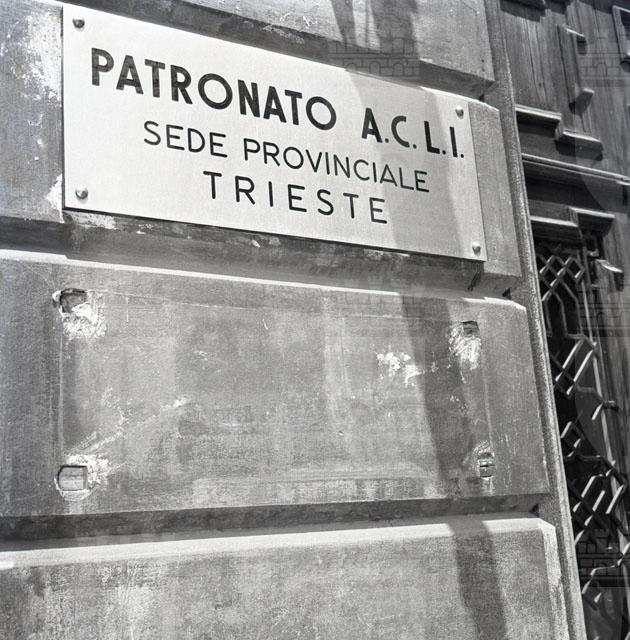 PATRONATO A.C.L.I.
SEDE PROVINCIALE
TRIESTE